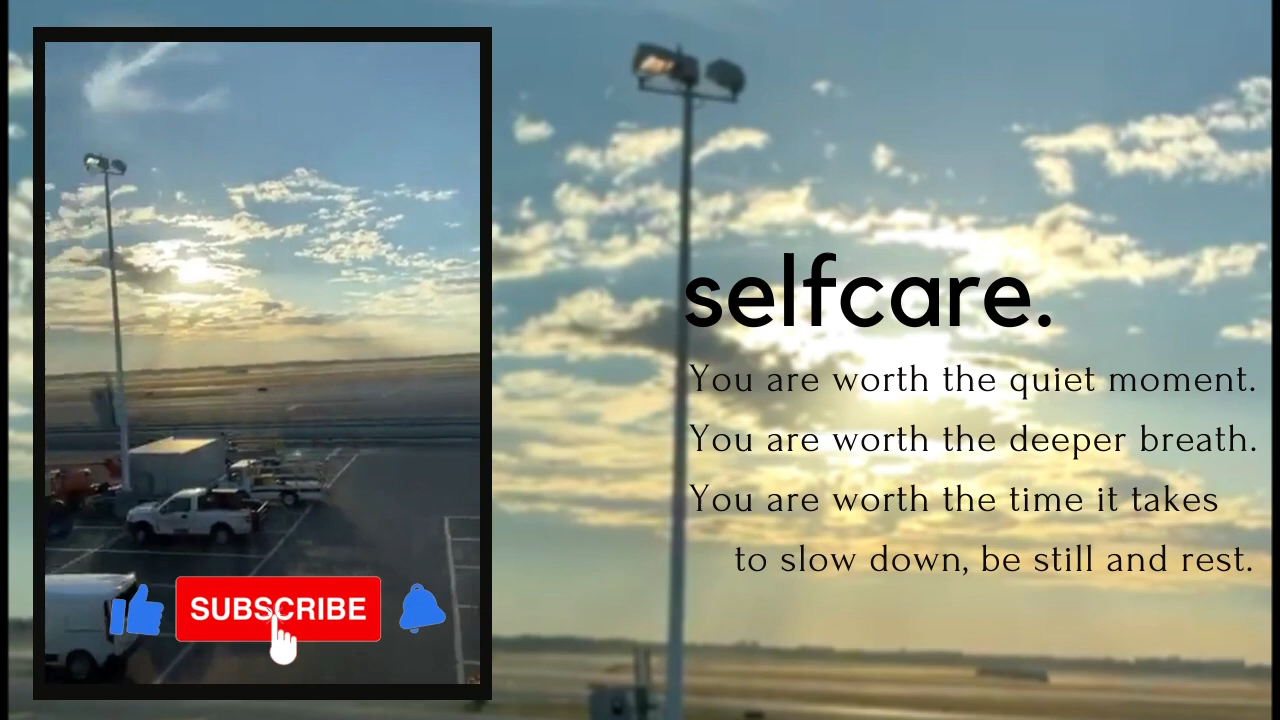 selfcare.
You are worth the quiet moment.
You are worth the deeper breath.
You are worth the time it takes
to slow down, be still and rest.
SUBSCRIBE